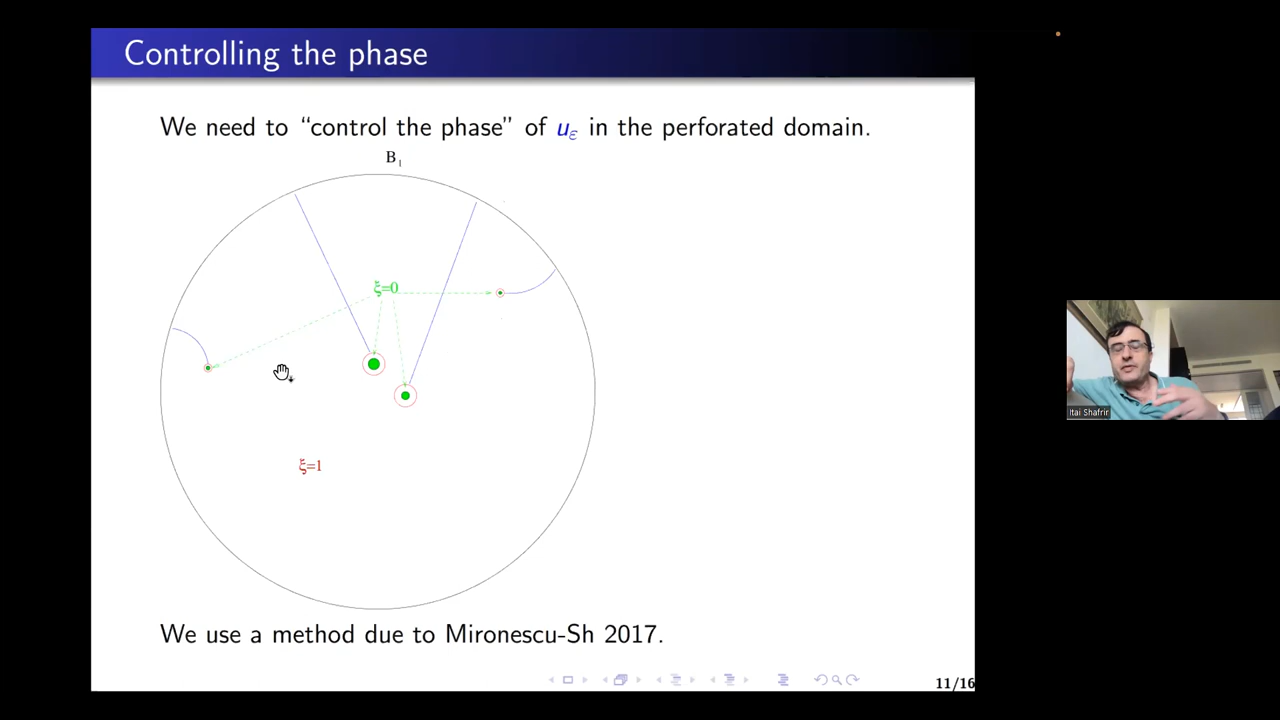 Controlling the phase
We need to “control the phase” of uε in the perforated domain.
B1
ξ=0
ξ=1
We use a method due to Mironescu-Sh 2017.
11/16
Itai Shafrir